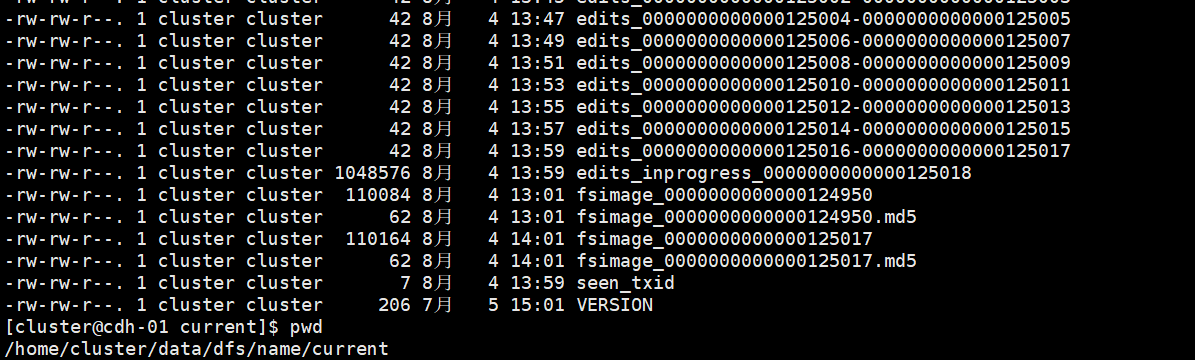 -rw-rw-r--. 1 cluster cluster      42 8月   4 13:47 edits_0000000000000125004-0000000000000125005
-rw-rw-r--. 1 cluster cluster      42 8月   4 13:49 edits_0000000000000125006-0000000000000125007
-rw-rw-r--. 1 cluster cluster      42 8月   4 13:51 edits_0000000000000125008-0000000000000125009
-rw-rw-r--. 1 cluster cluster      42 8月   4 13:53 edits_0000000000000125010-0000000000000125011
-rw-rw-r--. 1 cluster cluster      42 8月   4 13:55 edits_0000000000000125012-0000000000000125013
-rw-rw-r--. 1 cluster cluster      42 8月   4 13:57 edits_0000000000000125014-0000000000000125015
-rw-rw-r--. 1 cluster cluster      42 8月   4 13:59 edits_0000000000000125016-0000000000000125017
-rw-rw-r--. 1 cluster cluster 1048576 8月   4 13:59 edits_inprogress_0000000000000125018
-rw-rw-r--. 1 cluster cluster  110084 8月   4 13:01 fsimage_0000000000000124950
-rw-rw-r--. 1 cluster cluster      62 8月   4 13:01 fsimage_0000000000000124950.md5
-rw-rw-r--. 1 cluster cluster  110164 8月   4 14:01 fsimage_0000000000000125017
-rw-rw-r--. 1 cluster cluster      62 8月   4 14:01 fsimage_0000000000000125017.md5
-rw-rw-r--. 1 cluster cluster       7 8月   4 13:59 seen_txid
-rw-rw-r--. 1 cluster cluster     206 7月   5 15:01 VERSION
[cluster@cdh-01 current]$ pwd
/home/cluster/data/dfs/name/current